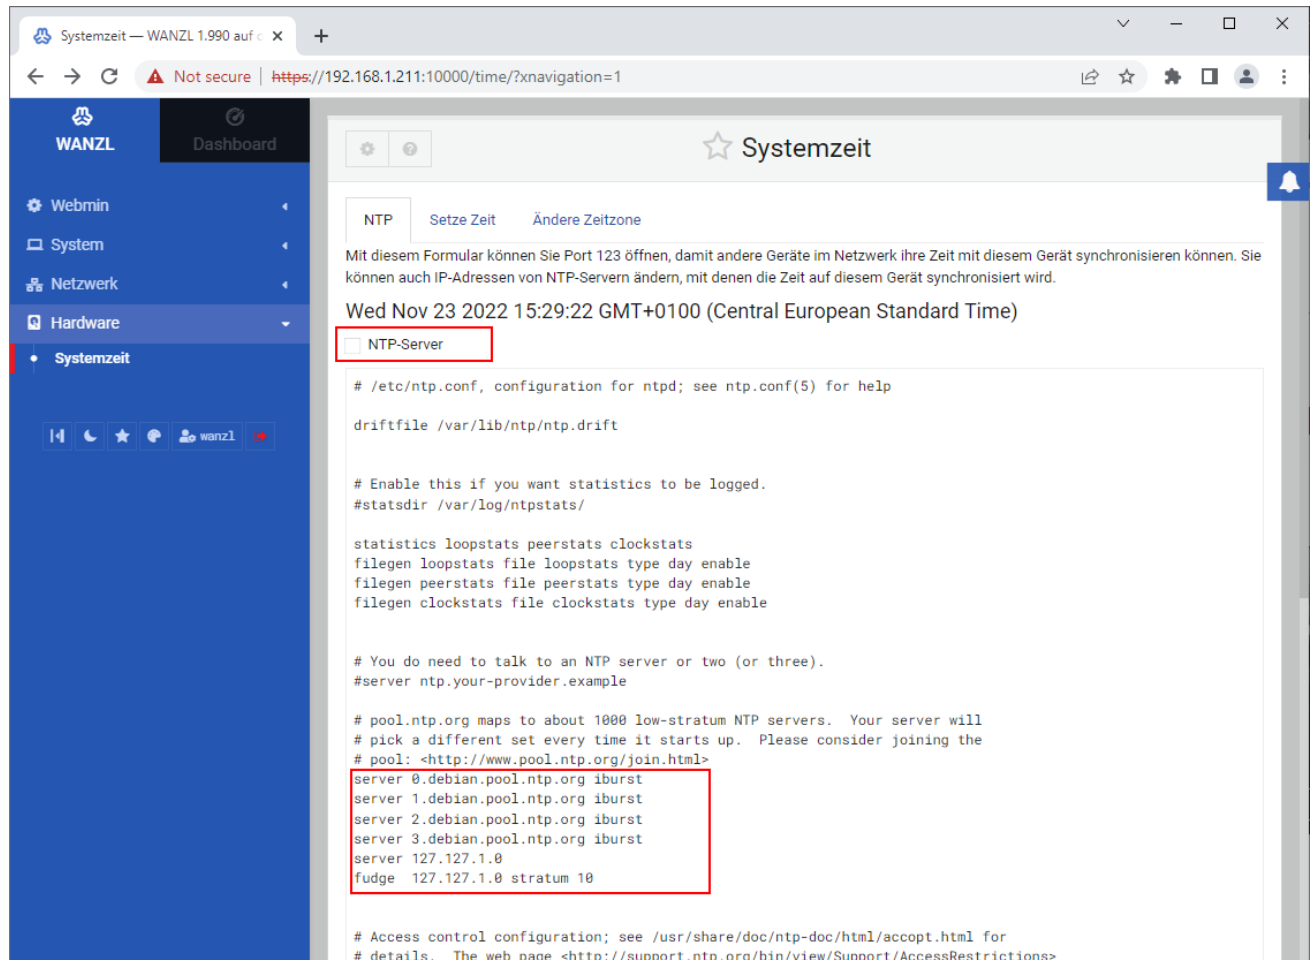 Systemzeit — WANZL 1.990 auf
Not secure https://192.168.1.211:10000/time/?xnavigation=1
WANZL
Dashboard
Webmin
System
Netzwerk
Hardware
Systemzeit
wanzl
Systemzeit
NTP Setze Zeit Ändere Zeitzone
Mit diesem Formular können Sie Port 123 öffnen, damit andere Geräte im Netzwerk ihre Zeit mit diesem Gerät synchronisieren können. Sie
können auch IP-Adressen von NTP-Servern ändern, mit denen die Zeit auf diesem Gerät synchronisiert wird.
Wed Nov 23 2022 15:29:22 GMT+0100 (Central European Standard Time)
NTP-Server
# /etc/ntp.conf, configuration for ntpd; see ntp.conf(5) for help
driftfile /var/lib/ntp/ntp.drift
# Enable this if you want statistics to be logged.
#statsdir /var/log/ntpstats/
statistics loopstats peerstats clockstats
filegen loopstats file loopstats type day enable
filegen peerstats file peerstats type day enable
filegen clockstats file clockstats type day enable
# You do need to talk to an NTP server or two (or three).
#server ntp.your-provider.example
# pool.ntp.org maps to about 1000 low-stratum NTP servers.  Your server will
# pick a different set every time it starts up.  Please consider joining the
# pool: <http://www.pool.ntp.org/join.html>
server 0.debian.pool.ntp.org iburst
server 1.debian.pool.ntp.org iburst
server 2.debian.pool.ntp.org iburst
server 3.debian.pool.ntp.org iburst
server 127.127.1.0
fudge  127.127.1.0 stratum 10
# Access control configuration; see /usr/share/doc/ntp-doc/html/accopt.html for
# details.  The web page <http://support.ntp.org/bin/view/Support/AccessRestrictions>